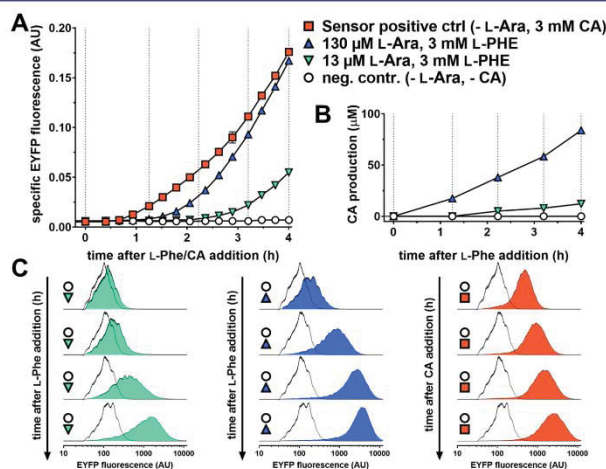 A
Sensor positive ctrl (- L-Ara, 3 mM CA)
130 µM L-Ara, 3 mM L-PHE
13 µM L-Ara, 3 mM L-PHE
neg. contr. (- L-Ara, - CA)
specific EYFP fluorescence (AU)
0.20
0.15
0.10
0.05
0.00
0 1 2 3 4
time after L-Phe/CA addition (h)
B
CA production (µM)
100
50
0
0 1 2 3 4
time after L-Phe/CA addition (h)
C
time after L-Phe addition (h)
10 100 1000 10000
EYFP fluorescence (AU)
time after L-Phe addition (h)
10 100 1000 10000
EYFP fluorescence (AU)
time after CA addition (h)
10 100 1000 10000
EYFP fluorescence (AU)